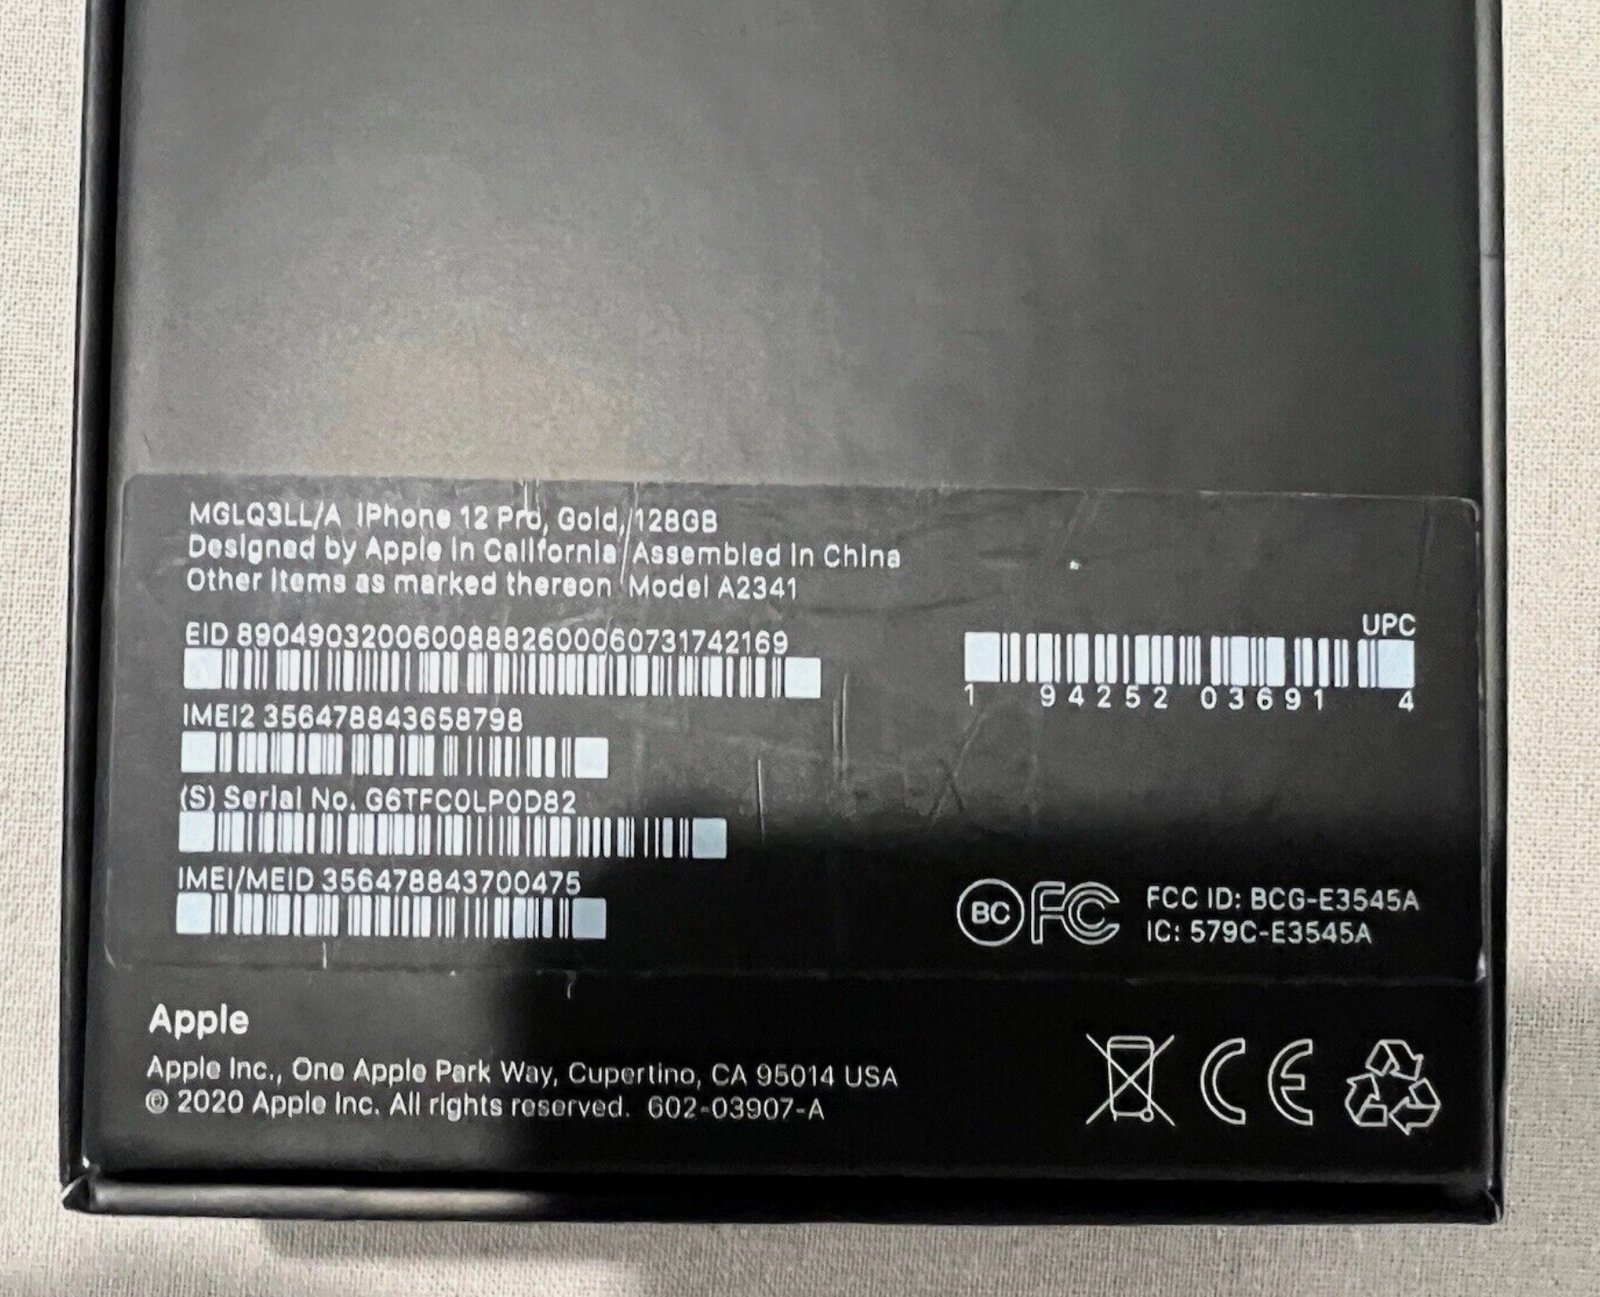 MGLQ3LL/A iPhone 12 Pro, Gold, 128GB
Designed by Apple in California Assembled in China
Other items as marked thereon Model A2341
EID 89049032006008882600060731742169
UPC
1 94252 03691 4
IMEI2 356478843658798
(S) Serial No. G6TFC0LP0D82
IMEI/MEID 356478843700475
BC FC FCC ID: BCG-E3545A
IC: 579C-E3545A
Apple
Apple Inc., One Apple Park Way, Cupertino, CA 95014 USA
© 2020 Apple Inc. All rights reserved. 602-03907-A
CE